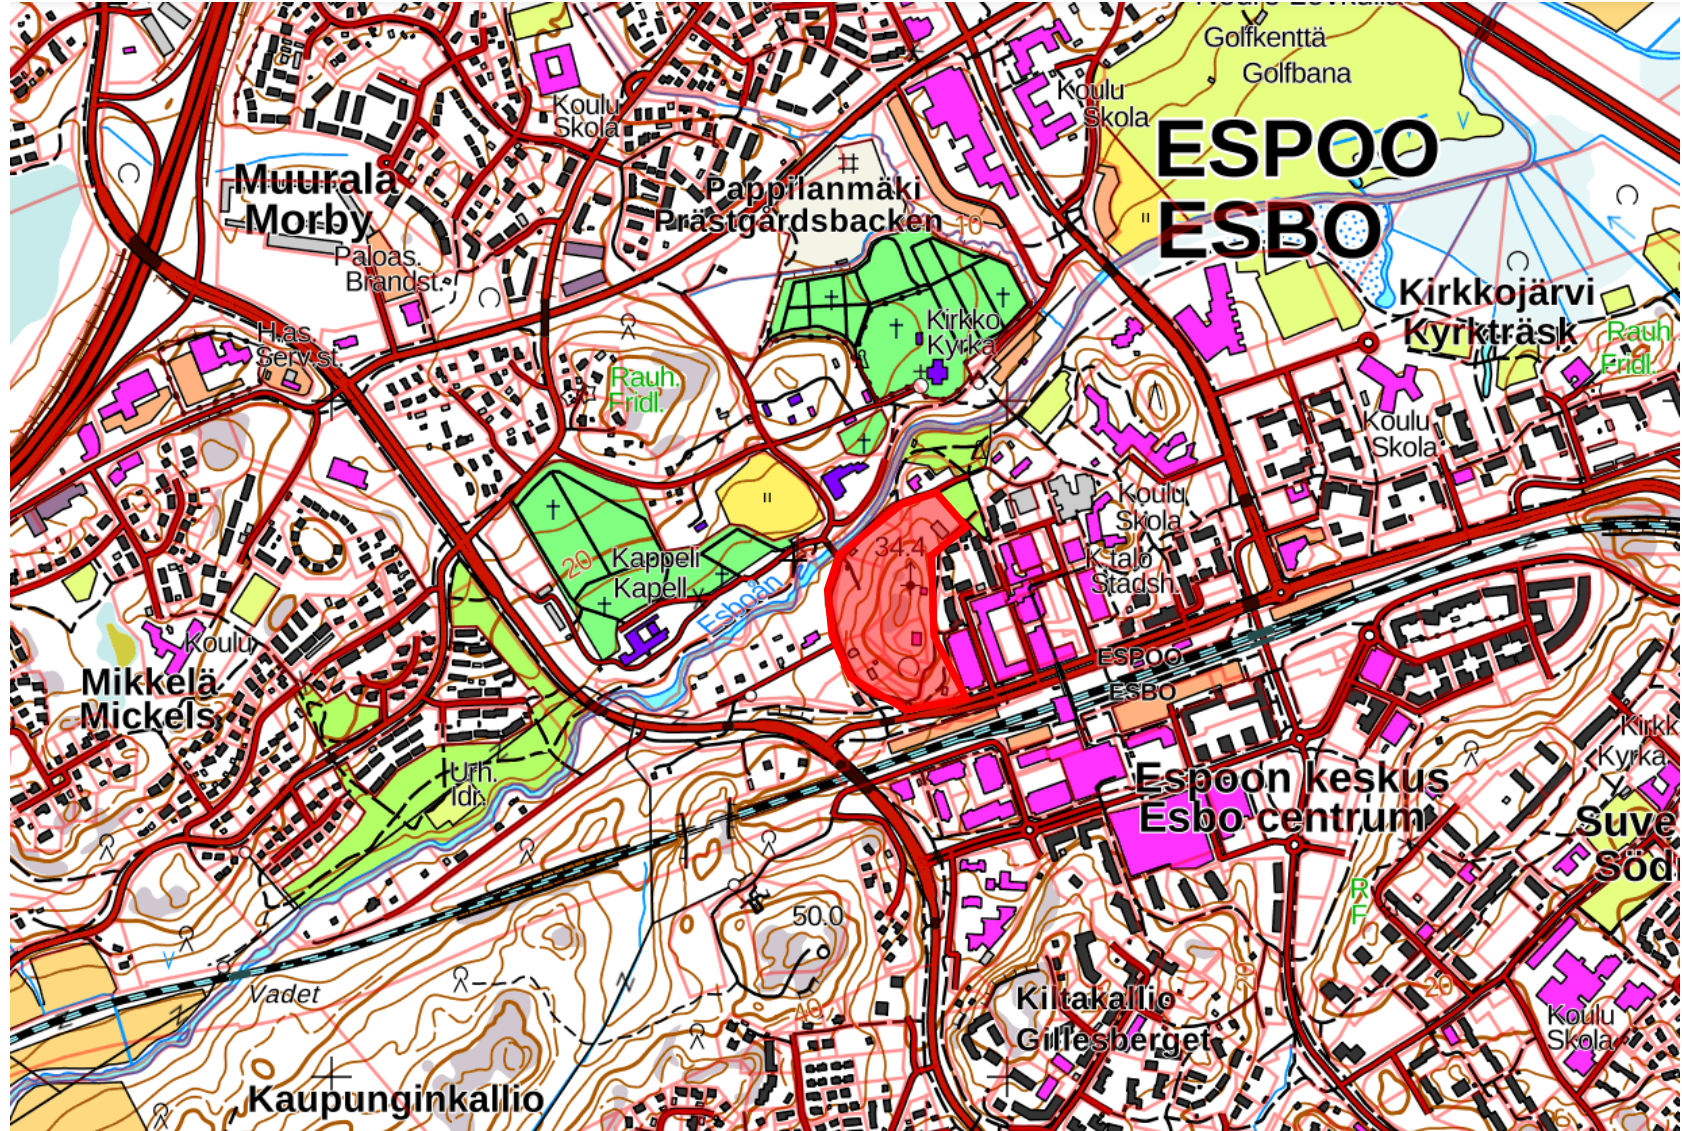 Golfkenttä
Golfbana
Koulu
Skola
Koulu
Skola
ESPOO
ESBO
Muurala
Morby
Pappilanmäki
Prästgårdsbacken
10
Paloas.
Brandst.
Kirkkojärvi
Kyrkträsk
Kirkko
Kyrka
H.as.
Serv.st.
Rauh.
Fridl.
Rauh.
Fridl.
Koulu
Skola
Koulu
Skola
34.4
K.talo
Stadsh.
20
Kappeli
Kapell
Esboån
Koulu
Mikkelä
Mickels
ESPOO
ESBO
Urh.
Idr.
Kirkk
Kyrka
Espoon keskus
Esbo centrum
Suve
Söd
R
F
50.0
Vadet
Kiltakallio
Gillesberget
20
20
40
Koulu
Skola
Kaupunginkallio